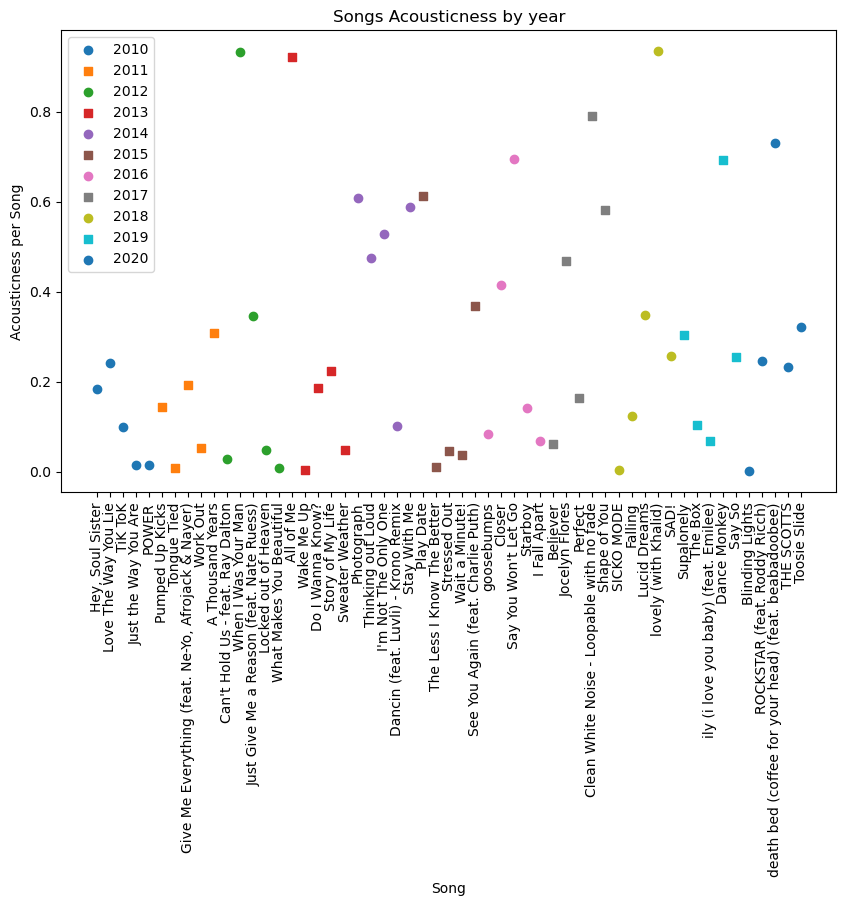 Songs Acousticness by year
2010
2011
2012
2013
2014
2015
2016
2017
2018
2019
2020
Acousticness per Song
0.8
0.6
0.4
0.2
0.0
Hey, Soul Sister
Love The Way You Lie
TiK ToK
Just the Way You Are
POWER
Pumped Up Kicks
Tongue Tied
Give Me Everything (feat. Ne-Yo, Afrojack & Nayer)
Work Out
A Thousand Years
Can't Hold Us - feat. Ray Dalton
When I Was Your Man
Just Give Me a Reason (feat. Nate Ruess)
Locked out of Heaven
What Makes You Beautiful
All of Me
Wake Me Up
Do I Wanna Know?
Story of My Life
Sweater Weather
Photograph
Thinking out Loud
I'm Not The Only One
Dancin (feat. Luvli) - Krono Remix
Stay With Me
Play Date
The Less I Know The Better
Stressed Out
Wait a Minute!
See You Again (feat. Charlie Puth)
goosebumps
Closer
Say You Won't Let Go
Starboy
I Fall Apart
Believer
Jocelyn Flores
Perfect
Clean White Noise - Loopable with no fade
Shape of You
SICKO MODE
Falling
Lucid Dreams
lovely (with Khalid)
SAD!
Supalonely
The Box
ily (i love you baby) (feat. Emilee)
Dance Monkey
Say So
Blinding Lights
ROCKSTAR (feat. Roddy Ricch)
death bed (coffee for your head) (feat. beabadoobee)
THE SCOTTS
Toosie Slide
Song